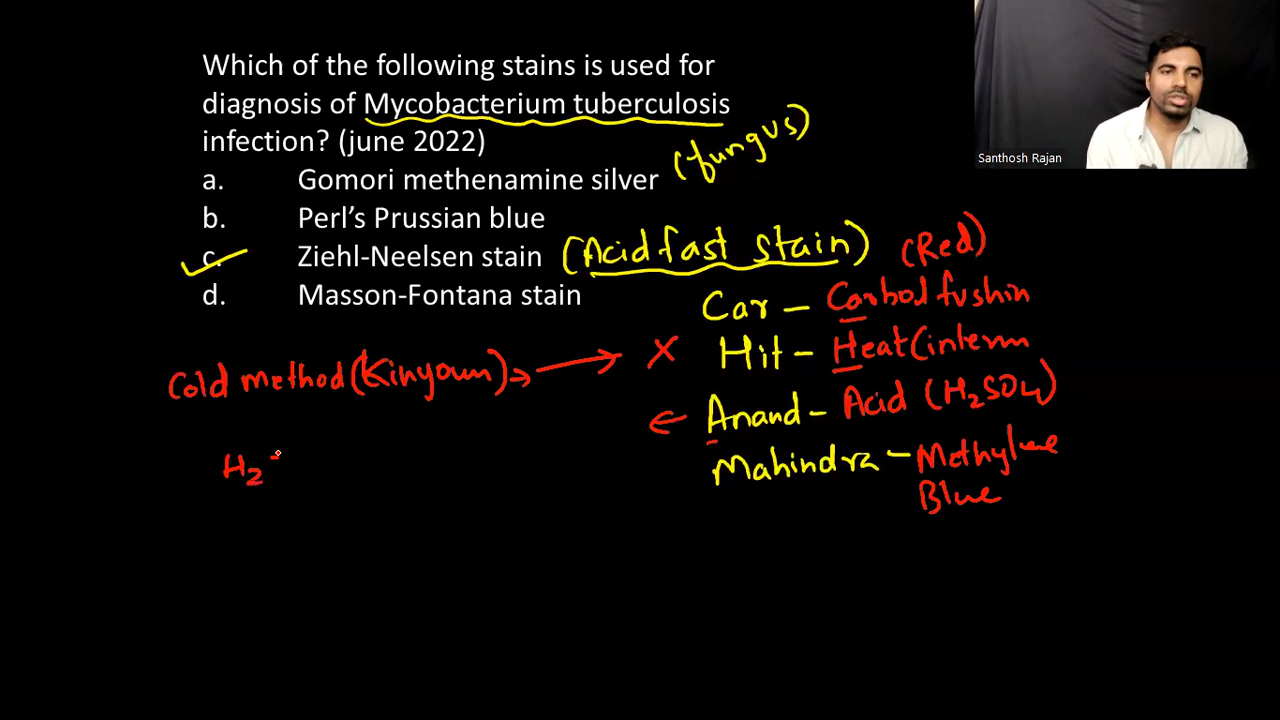 Which of the following stains is used for
diagnosis of Mycobacterium tuberculosis
infection? (june 2022)
(fungus)
a. Gomori methenamine silver
b. Perl’s Prussian blue
c. Ziehl-Neelsen stain (Acid fast stain)
(Red)
d. Masson-Fontana stain
Car – Carbol fushin
Cold method (Kinyoun) → X Hit – Heat (interm
← Anand – Acid (H2SO4)
Mahindra – Methylene
Blue
H2
Santhosh Rajan